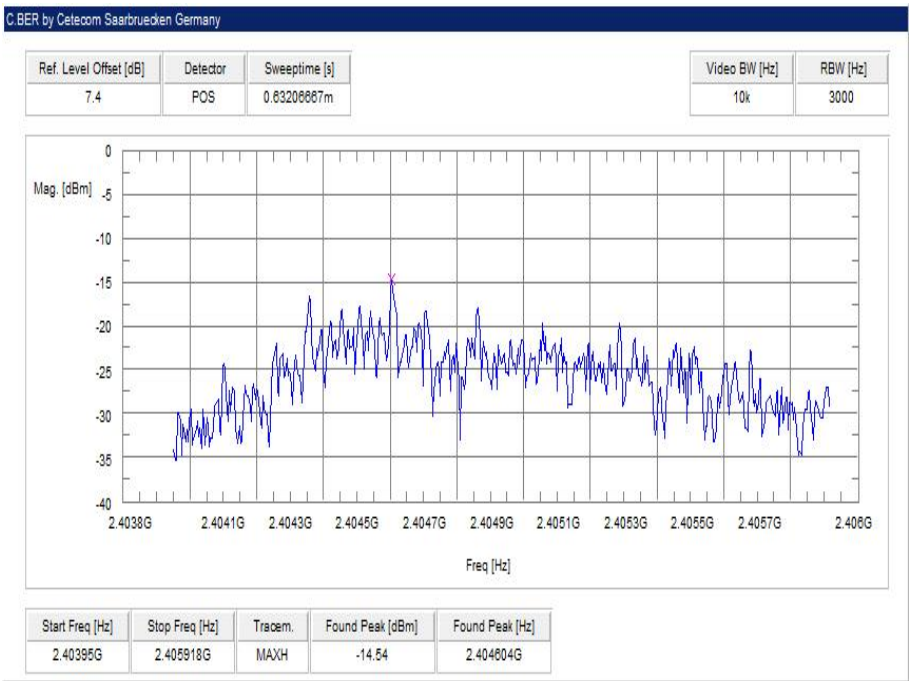 C.BER by Cetecom Saarbruecken Germany
Ref. Level Offset [dB] Detector Sweeptime [s] Video BW [Hz] RBW [Hz]
7.4 POS 0.63206667m 10k 3000
0
Mag. [dBm] -5
-10
-15
-20
-25
-30
-35
-40
2.4038G 2.4041G 2.4043G 2.4045G 2.4047G 2.4049G 2.4051G 2.4053G 2.4055G 2.4057G 2.406G
Freq [Hz]
Start Freq [Hz] Stop Freq [Hz] Tracem. Found Peak [dBm] Found Peak [Hz]
2.40395G 2.405918G MAXH -14.54 2.404604G